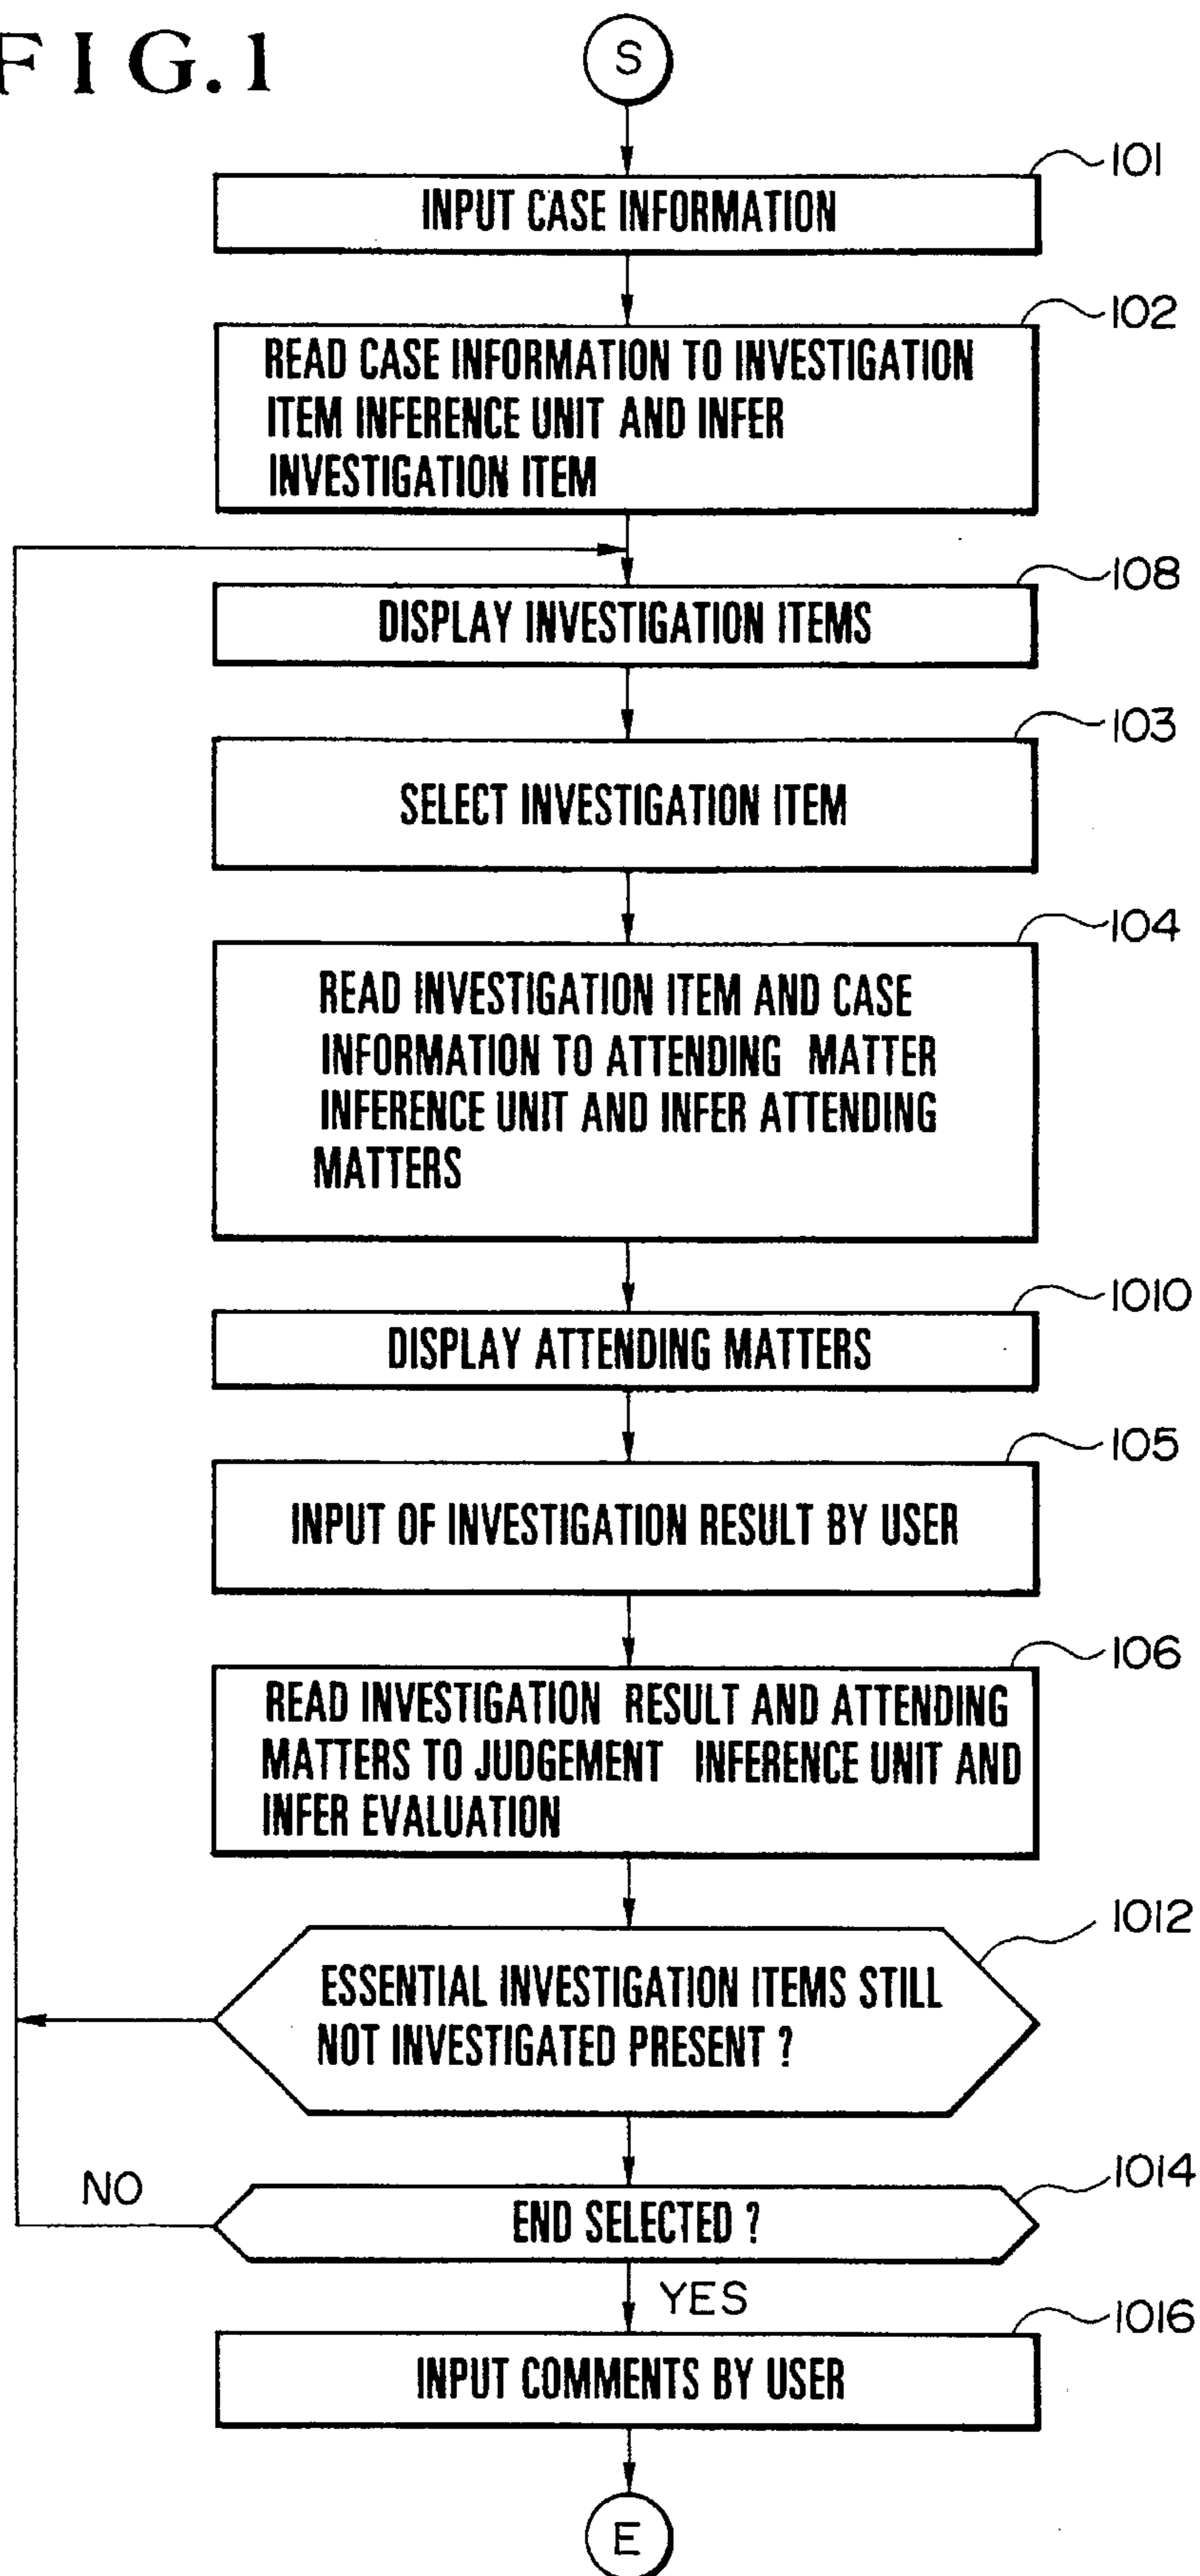 FIG.1
S
101
INPUT CASE INFORMATION
102
READ CASE INFORMATION TO INVESTIGATION
ITEM INFERENCE UNIT AND INFER
INVESTIGATION ITEM
108
DISPLAY INVESTIGATION ITEMS
103
SELECT INVESTIGATION ITEM
104
READ INVESTIGATION ITEM AND CASE
INFORMATION TO ATTENDING MATTER
INFERENCE UNIT AND INFER ATTENDING
MATTERS
1010
DISPLAY ATTENDING MATTERS
105
INPUT OF INVESTIGATION RESULT BY USER
106
READ INVESTIGATION RESULT AND ATTENDING
MATTERS TO JUDGEMENT INFERENCE UNIT AND
INFER EVALUATION
1012
ESSENTIAL INVESTIGATION ITEMS STILL
NOT INVESTIGATED PRESENT ?
1014
NO
END SELECTED ?
YES
1016
INPUT COMMENTS BY USER
E